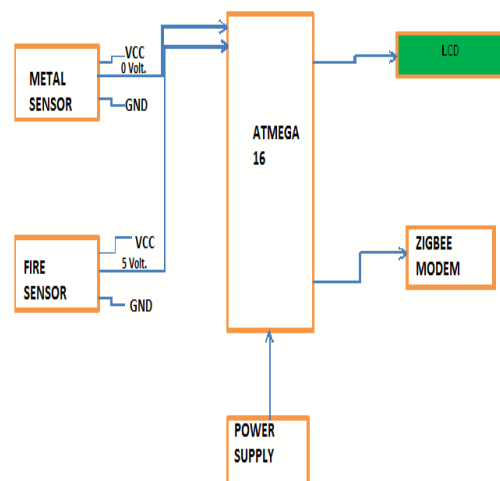 METAL
SENSOR
VCC
0 Volt.
GND
FIRE
SENSOR
VCC
5 Volt.
GND
ATMEGA
16
LCD
ZIGBEE
MODEM
POWER
SUPPLY